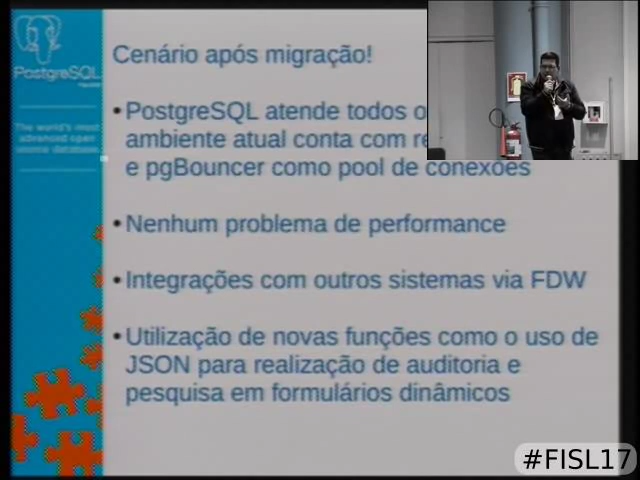 PostgreSQL
The world's most
advanced open
source database.
Cenário após migração!
• PostgreSQL atende todos
ambiente atual conta com
e pgBouncer como pool de conexões
• Nenhum problema de performance
• Integrações com outros sistemas via FDW
• Utilização de novas funções como o uso de
JSON para realização de auditoria e
pesquisa em formulários dinâmicos
#FISL17